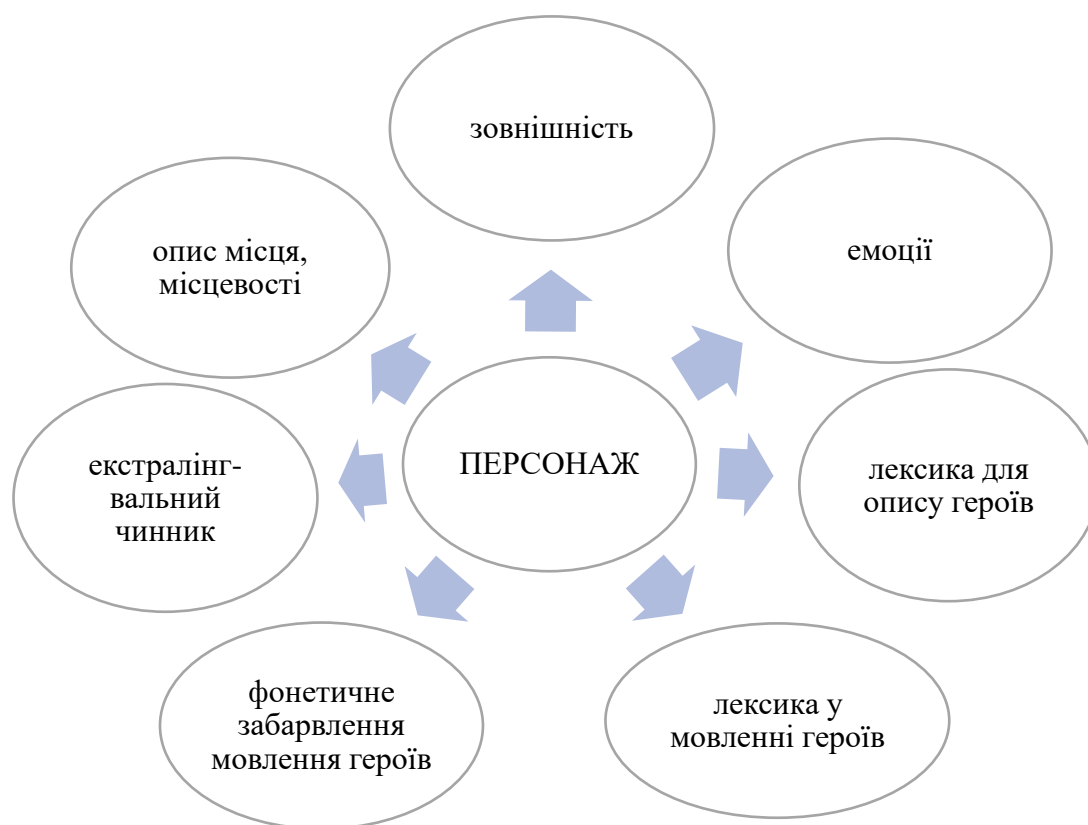 зовнішність
опис місця,
місцевості
емоції
екстралінг-
вальний
чинник
ПЕРСОНАЖ
лексика для
опису героїв
фонетичне
забарвлення
мовлення героїв
лексика у
мовленні героїв